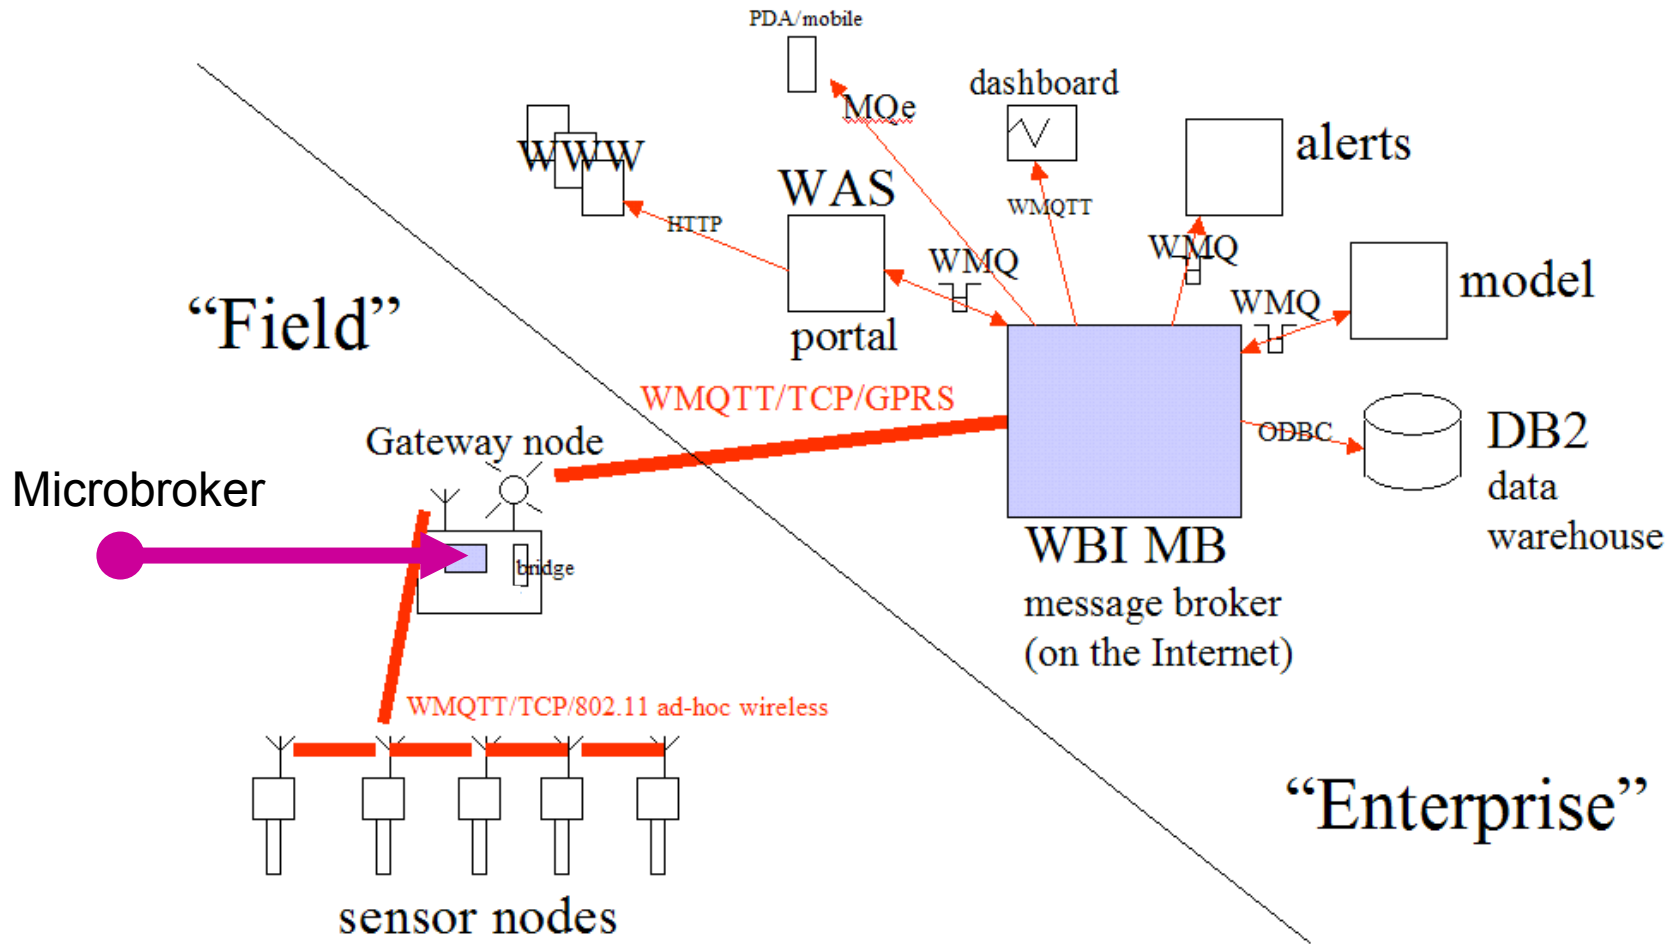 PDA/mobile
dashboard
MQe
alerts
WWW
WAS
WMQTT
HTTP
WMQ
WMQ
model
WMQ
“Field”
portal
WMQTT/TCP/GPRS
Gateway node
ODBC
DB2
data
warehouse
Microbroker
bridge
WBI MB
message broker
(on the Internet)
WMQTT/TCP/802.11 ad-hoc wireless
“Enterprise”
sensor nodes